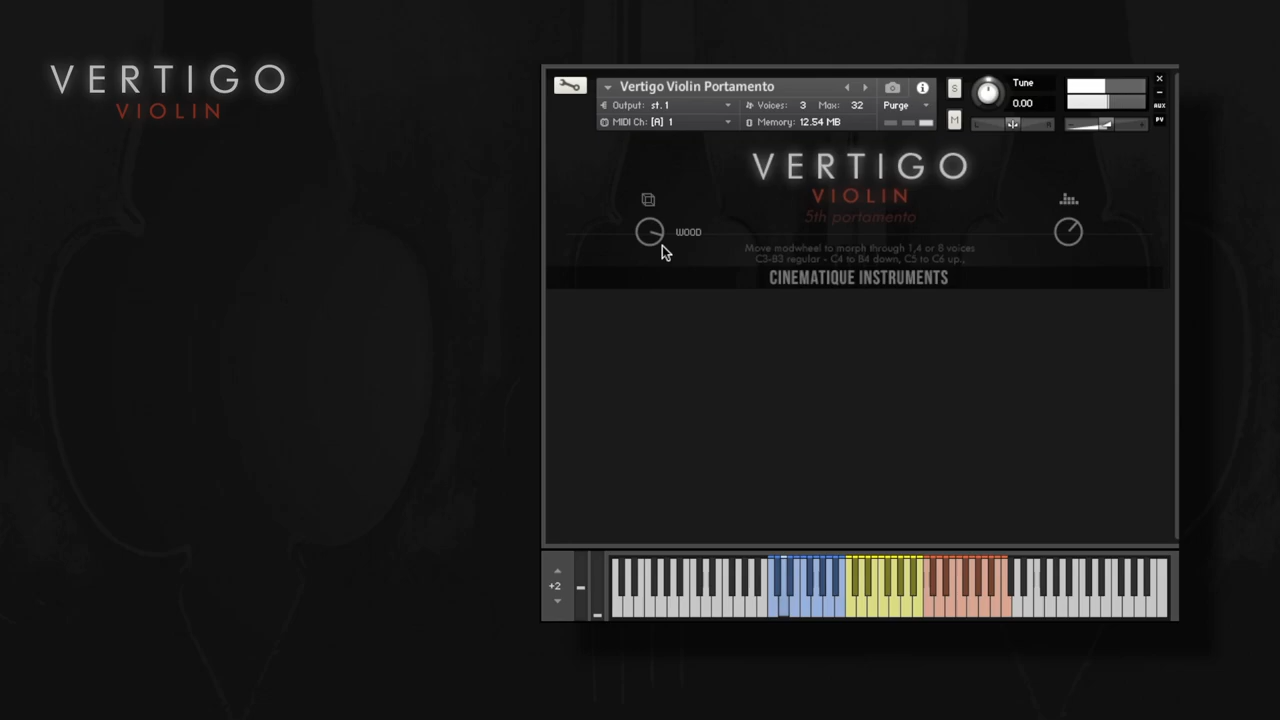 VERTIGO
VIOLIN
Vertigo Violin Portamento
Output: st.1
Voices: 3 Max: 32
Purge
MIDI Ch: [A] 1
Memory: 12.54 MB
S
M
Tune
0.00
L R
- +
x
-
AUX
PV
VERTIGO
VIOLIN
5th portamento
WOOD
Move modwheel to morph through 1,4 or 8 voices
C3-B3 regular - C4 to B4 down, C5 to C6 up.,
CINEMATIQUE INSTRUMENTS
+2